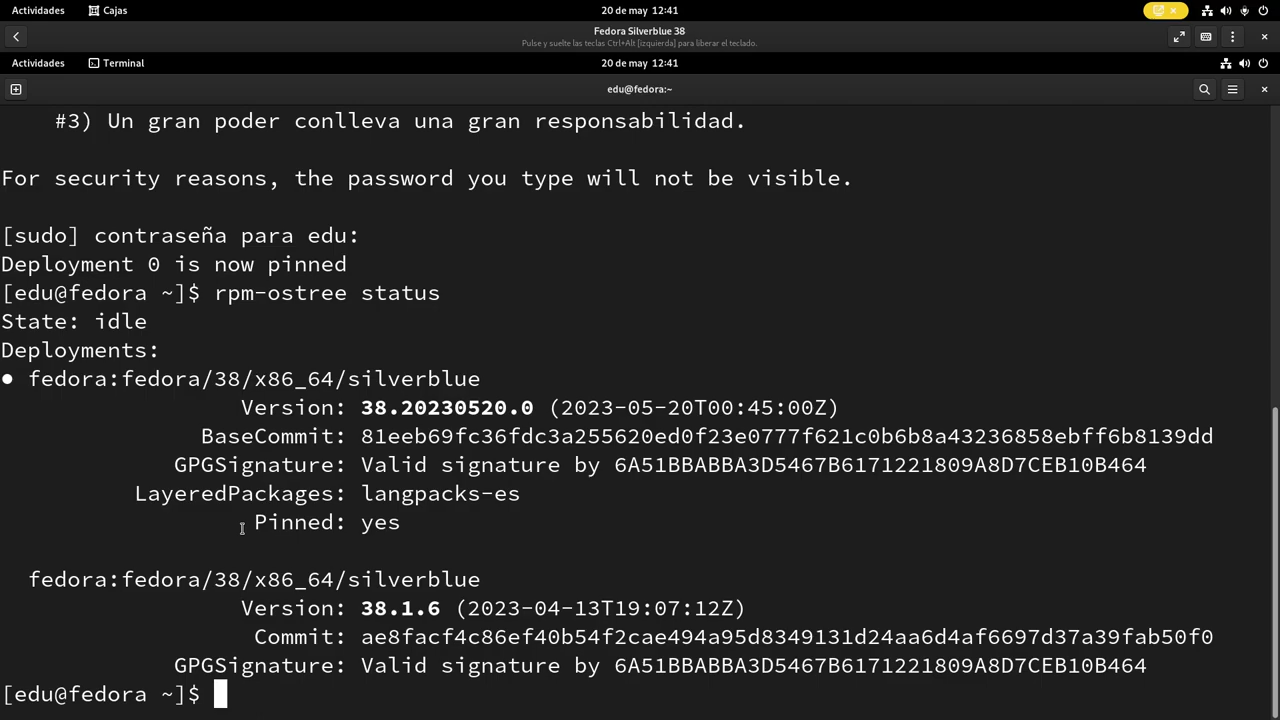 Actividades Cajas 20 de may 12:41
Fedora Silverblue 38
Pulse y suelte las teclas Ctrl+Alt [izquierda] para liberar el teclado.
Actividades Terminal 20 de may 12:41
edu@fedora:~
#3) Un gran poder conlleva una gran responsabilidad.
For security reasons, the password you type will not be visible.
[sudo] contraseña para edu:
Deployment 0 is now pinned
[edu@fedora ~]$ rpm-ostree status
State: idle
Deployments:
● fedora:fedora/38/x86_64/silverblue
Version: 38.20230520.0 (2023-05-20T00:45:00Z)
BaseCommit: 81eeb69fc36fdc3a255620ed0f23e0777f621c0b6b8a43236858ebff6b8139dd
GPGSignature: Valid signature by 6A51BBABBA3D5467B6171221809A8D7CEB10B464
LayeredPackages: langpacks-es
Pinned: yes
fedora:fedora/38/x86_64/silverblue
Version: 38.1.6 (2023-04-13T19:07:12Z)
Commit: ae8facf4c86ef40b54f2cae494a95d8349131d24aa6d4af6697d37a39fab50f0
GPGSignature: Valid signature by 6A51BBABBA3D5467B6171221809A8D7CEB10B464
[edu@fedora ~]$